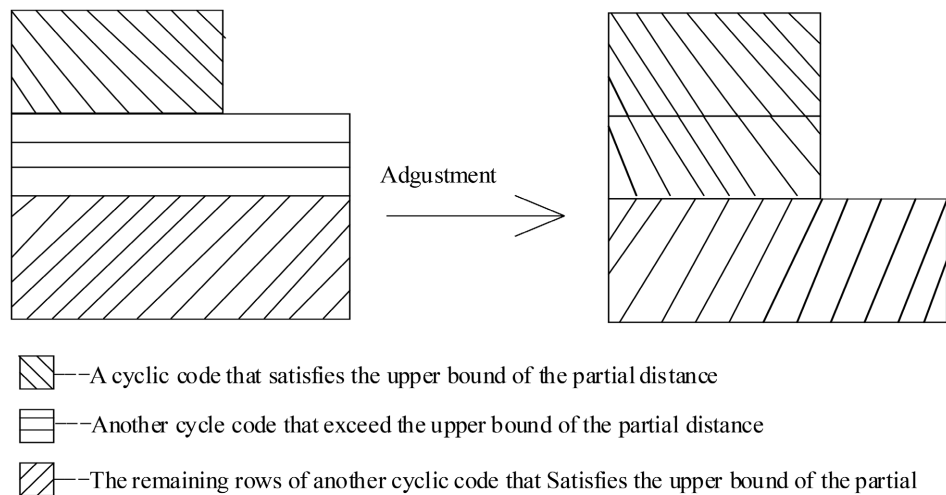 Adgustment
---A cyclic code that satisfies the upper bound of the partial distance
---Another cycle code that exceed the upper bound of the partial distance
---The remaining rows of another cyclic code that Satisfies the upper bound of the partial